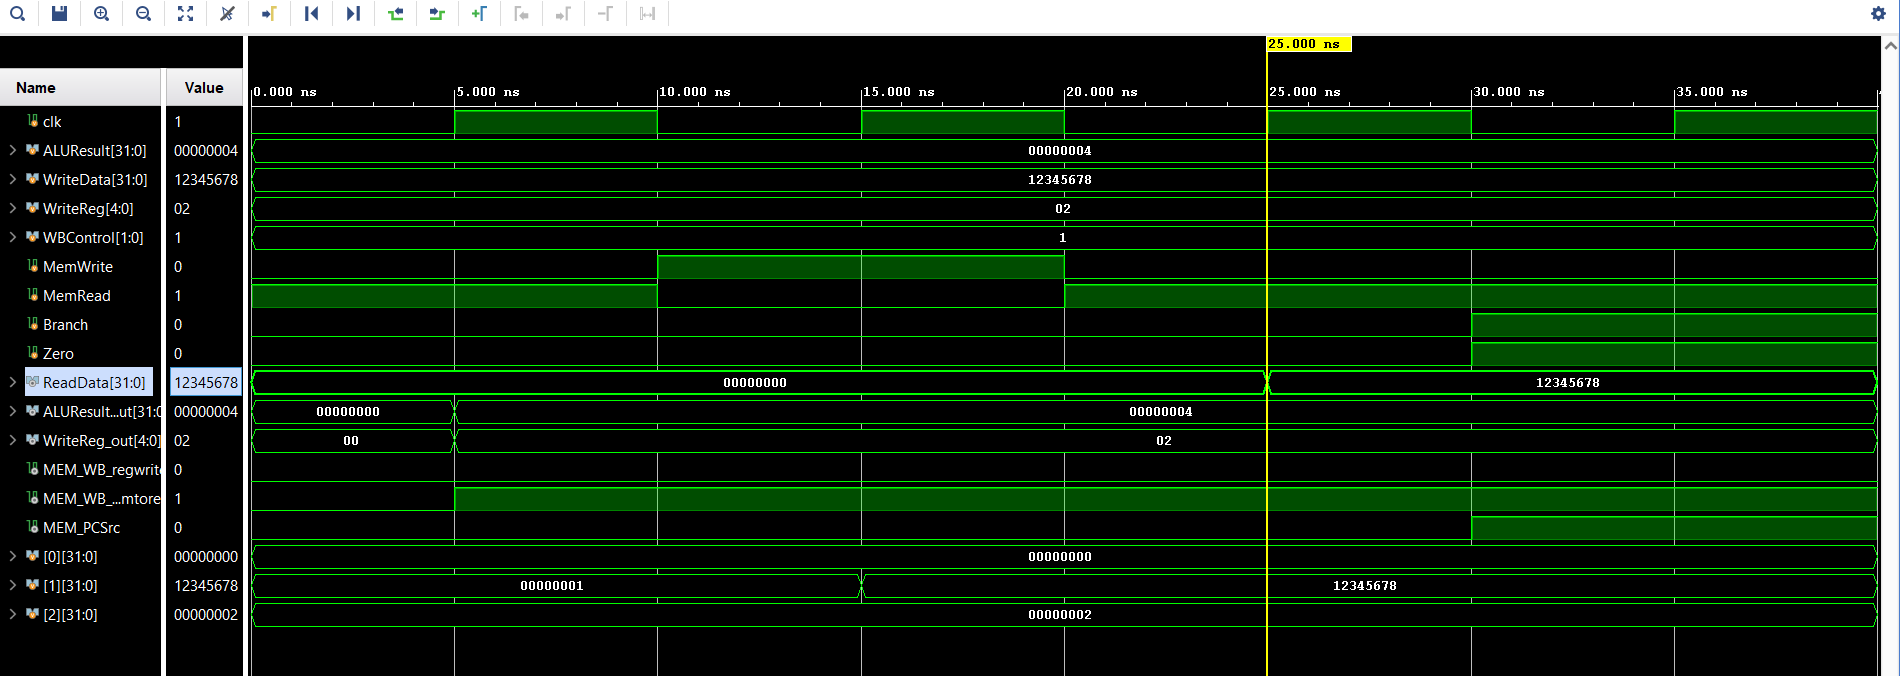 25.000 ns
Name Value 0.000 ns 5.000 ns 10.000 ns 15.000 ns 20.000 ns 25.000 ns 30.000 ns 35.000 ns
clk 1
ALUResult[31:0] 00000004 00000004
WriteData[31:0] 12345678 12345678
WriteReg[4:0] 02 02
WBControl[1:0] 1 1
MemWrite 0
MemRead 1
Branch 0
Zero 0
ReadData[31:0] 12345678 00000000 12345678
ALUResult...ut[31:0 00000004 00000000 00000004
WriteReg_out[4:0] 02 00 02
MEM_WB_regwrite 0
MEM_WB_...mtore 1
MEM_PCSrc 0
[0][31:0] 00000000 00000000
[1][31:0] 12345678 00000001 12345678
[2][31:0] 00000002 00000002